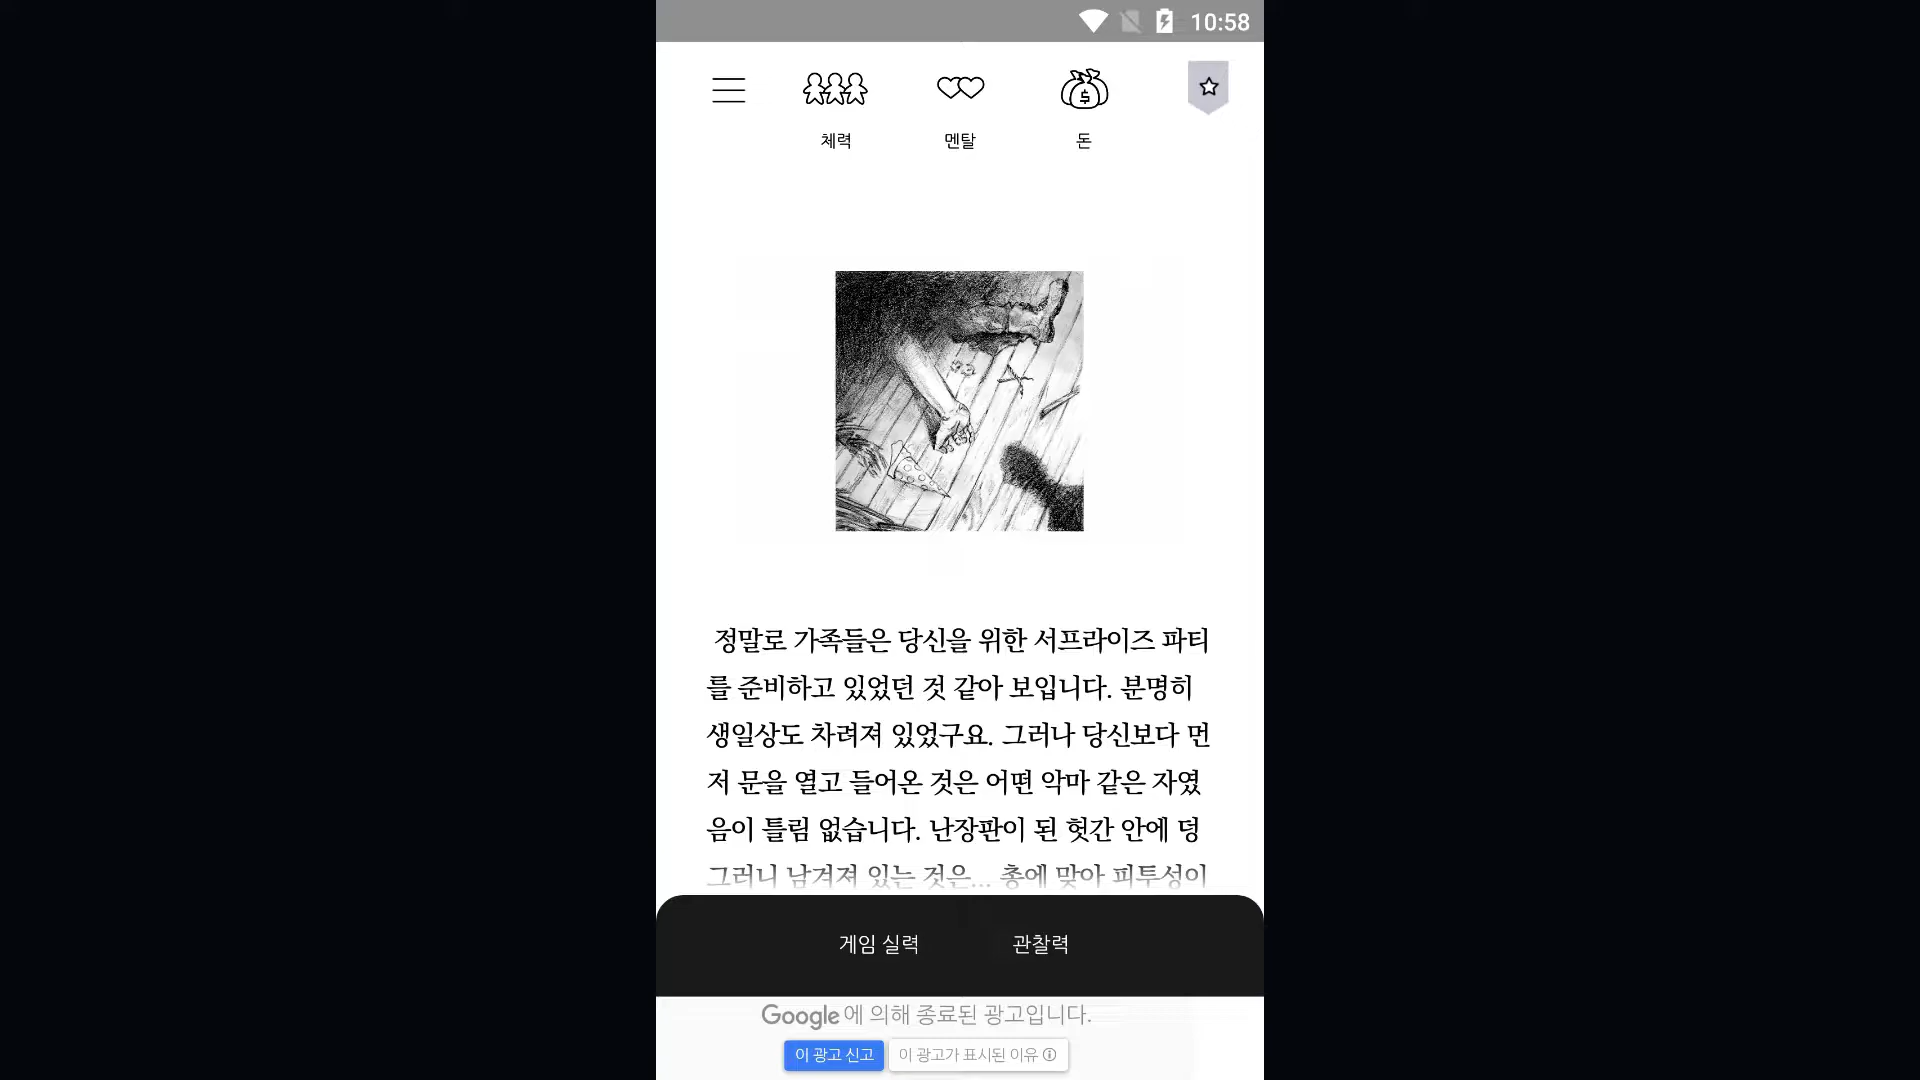 10:58
체력
멘탈
돈
정말로 가족들은 당신을 위한 서프라이즈 파티
를 준비하고 있었던 것 같아 보입니다. 분명히
생일상도 차려져 있었구요. 그러나 당신보다 먼
저 문을 열고 들어온 것은 어떤 악마 같은 자였
음이 틀림 없습니다. 난장판이 된 헛간 안에 덩
그러니 남겨져 있는 것은... 총에 맞아 피투성이
게임 실력
관찰력
Google에 의해 종료된 광고입니다.
이 광고 신고
이 광고가 표시된 이유